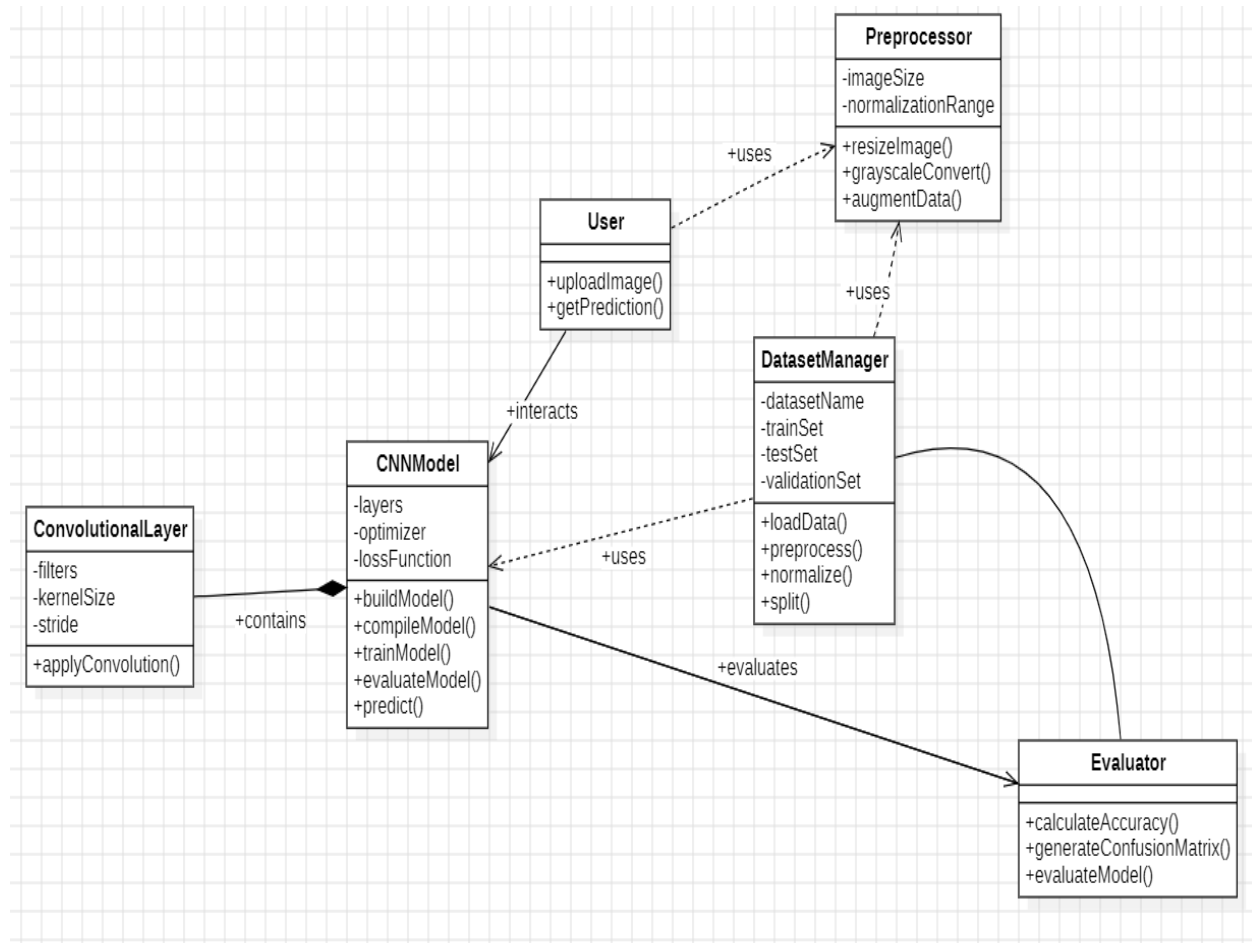 Preprocessor
-imageSize
-normalizationRange
+resizeImage()
+grayscaleConvert()
+augmentData()
+uses
User
+uploadImage()
+getPrediction()
+uses
DatasetManager
-datasetName
-trainSet
-testSet
-validationSet
+loadData()
+preprocess()
+normalize()
+split()
+interacts
CNNModel
-layers
-optimizer
-lossFunction
+buildModel()
+compileModel()
+trainModel()
+evaluateModel()
+predict()
ConvolutionalLayer
-filters
-kernelSize
-stride
+applyConvolution()
+contains
+uses
+evaluates
Evaluator
+calculateAccuracy()
+generateConfusionMatrix()
+evaluateModel()